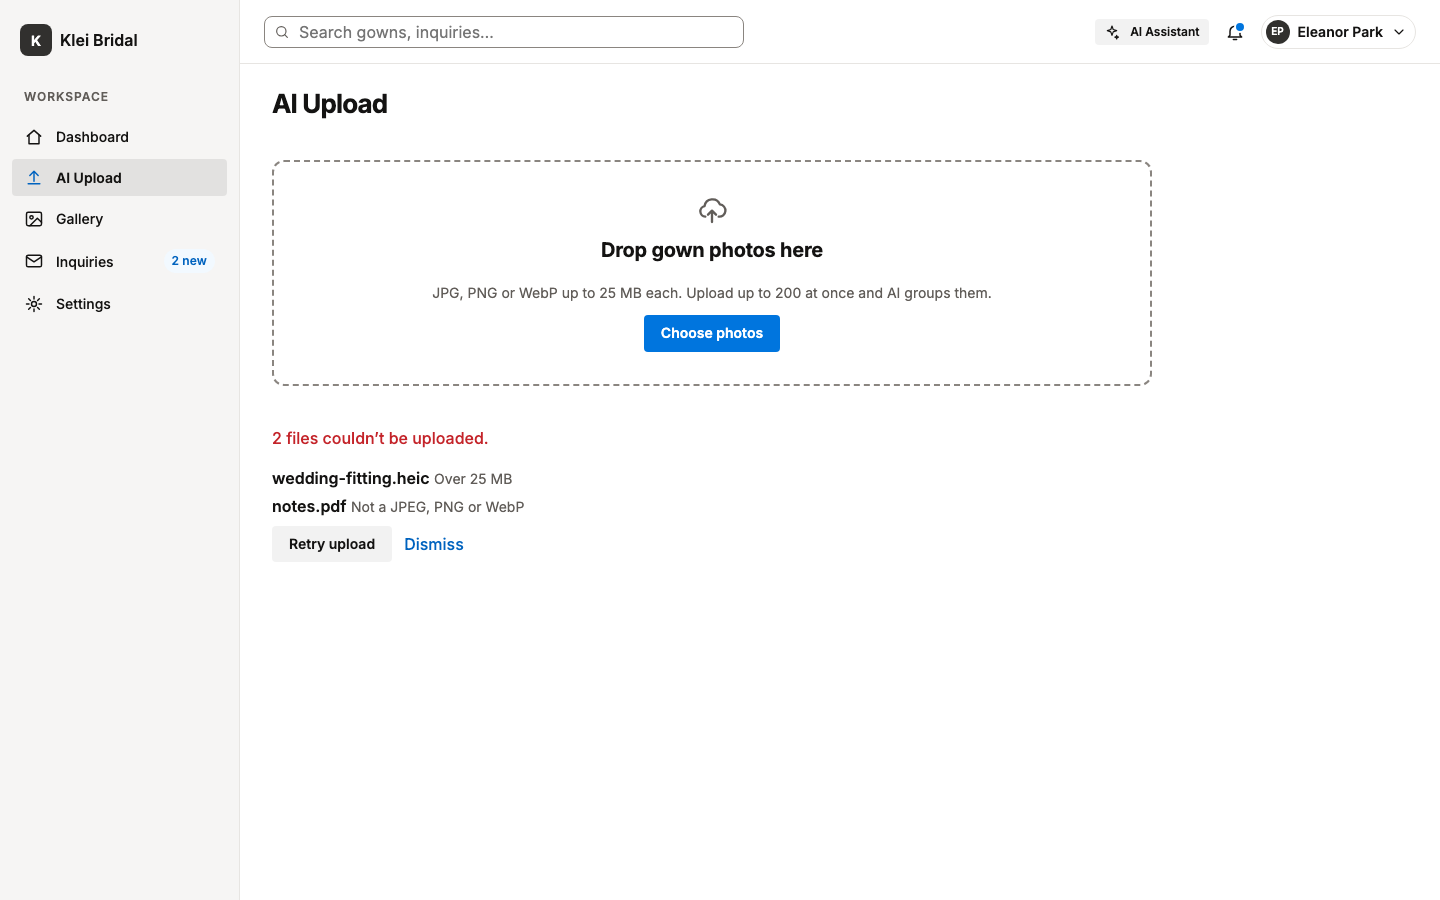 K Klei Bridal
WORKSPACE
Dashboard
AI Upload
Gallery
Inquiries 2 new
Settings
Search gowns, inquiries...
AI Assistant
EP Eleanor Park
AI Upload
Drop gown photos here
JPG, PNG or WebP up to 25 MB each. Upload up to 200 at once and AI groups them.
Choose photos
2 files couldn’t be uploaded.
wedding-fitting.heic Over 25 MB
notes.pdf Not a JPEG, PNG or WebP
Retry upload Dismiss